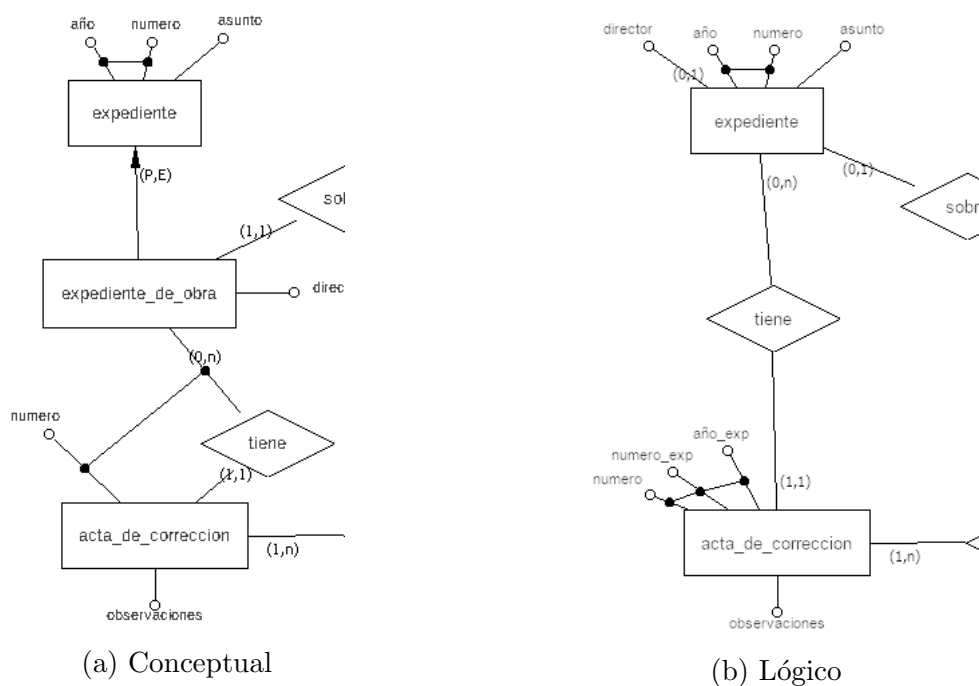 año
numero
asunto
expediente
(P,E)
sob
(1,1)
expediente_de_obra
direc
(0,n)
numero
tiene
(1,1)
acta_de_correccion
(1,n)
observaciones
(a) Conceptual
director
año
numero
asunto
(0,1)
expediente
(0,n)
(0,1)
sobr
tiene
año_exp
numero_exp
numero
(1,1)
acta_de_correccion
(1,n)
observaciones
(b) Lógico